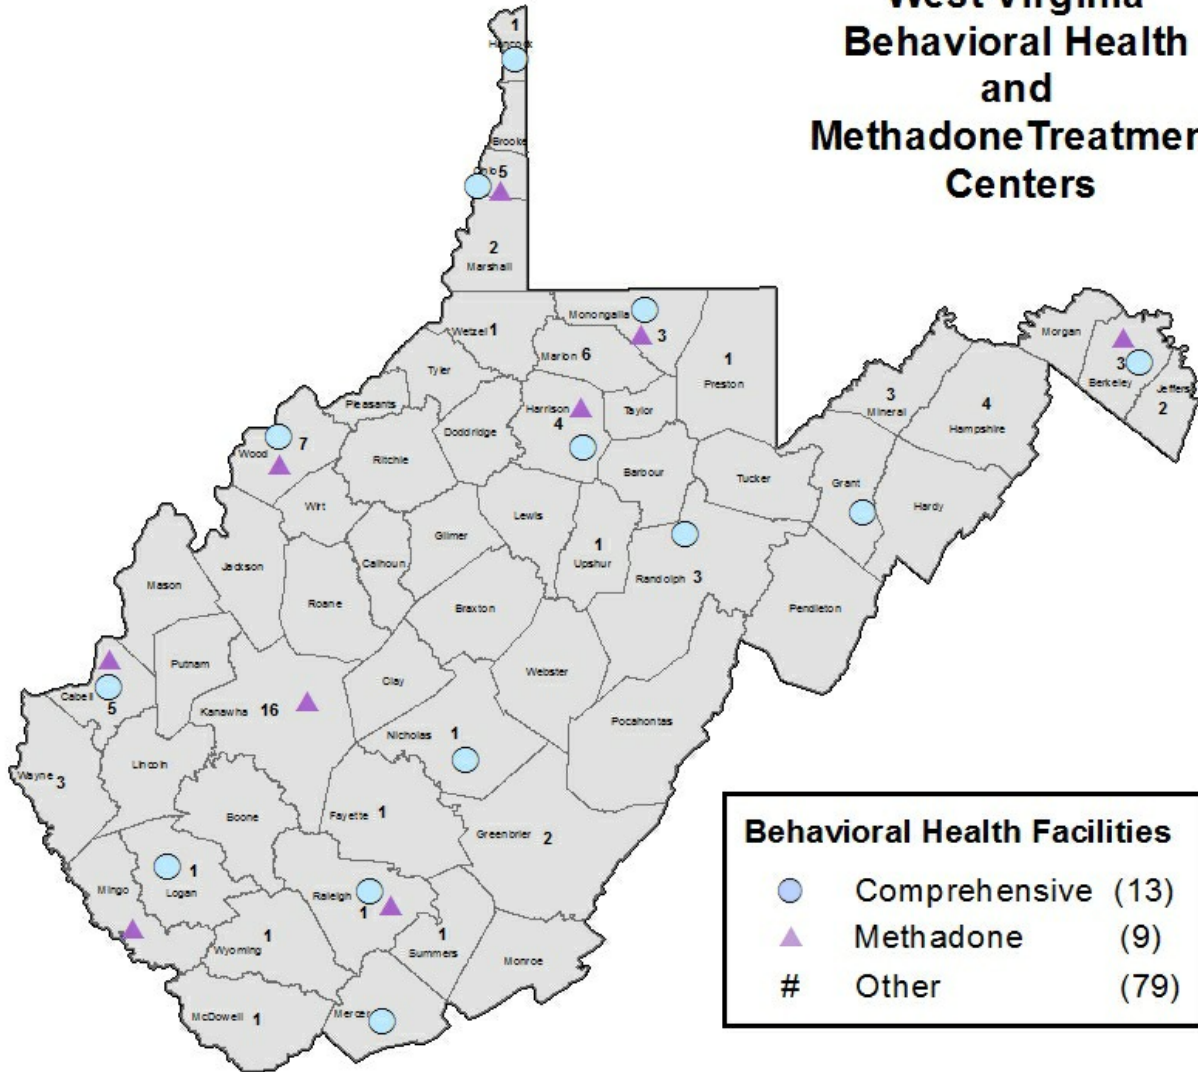 West Virginia
Behavioral Health
and
MethadoneTreatmen
Centers
1
Hancock
Brooke
Ohio 5
2
Marshall
Wetzel 1
Monongalia
3
Marion 6
1
Preston
Tyler
Pleasants
Harrison
4
Taylor
Doddridge
Wood 7
Ritchie
Barbour
Tucker
3
Mineral
4
Hampshire
Morgan
3
Berkeley
Jeffers
2
Grant
Hardy
Wirt
Lewis
Gilmer
Calhoun
1
Upshur
Randolph 3
Jackson
Mason
Roane
Braxton
Pendleton
Putnam
Clay
Webster
Cabell
5
Kanawha 16
Nicholas 1
Pocahontas
Wayne 3
Lincoln
Boone
Fayette 1
Greenbrier 2
Mingo
1
Logan
Raleigh
1
1
Wyoming
1
Summers
Monroe
McDowell 1
Mercer
Behavioral Health Facilities
Comprehensive (13)
Methadone (9)
# Other (79)